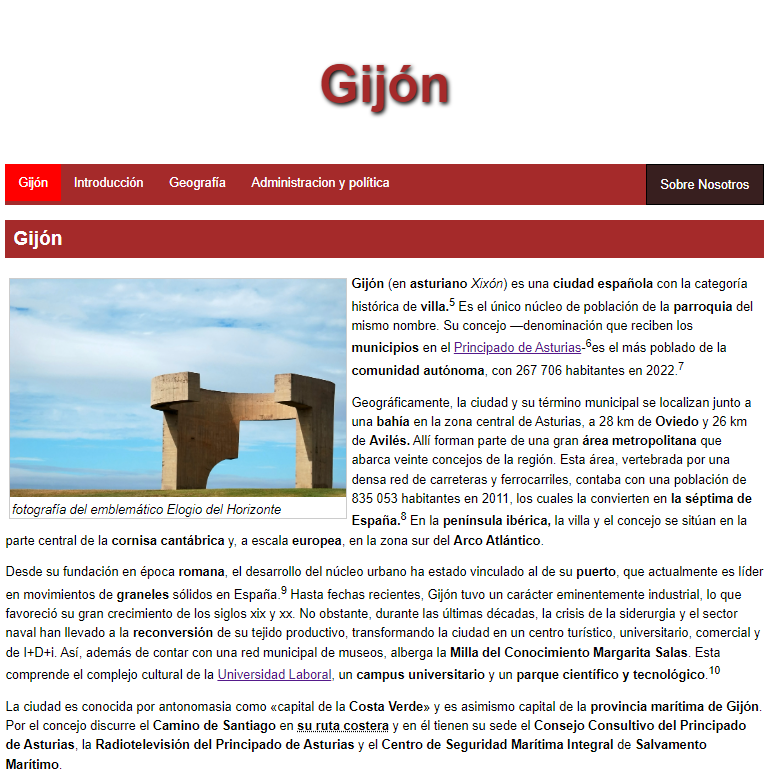 Gijón
Gijón Introducción Geografía Administracion y política Sobre Nosotros
Gijón
Gijón (en asturiano Xixón) es una ciudad española con la categoría
histórica de villa.5 Es el único núcleo de población de la parroquia del
mismo nombre. Su concejo —denominación que reciben los
municipios en el Principado de Asturias-6es el más poblado de la
comunidad autónoma, con 267 706 habitantes en 2022.7
Geográficamente, la ciudad y su término municipal se localizan junto a
una bahía en la zona central de Asturias, a 28 km de Oviedo y 26 km
de Avilés. Allí forman parte de una gran área metropolitana que
abarca veinte concejos de la región. Esta área, vertebrada por una
densa red de carreteras y ferrocarriles, contaba con una población de
835 053 habitantes en 2011, los cuales la convierten en la séptima de
España.8 En la península ibérica, la villa y el concejo se sitúan en la
fotografía del emblemático Elogio del Horizonte
parte central de la cornisa cantábrica y, a escala europea, en la zona sur del Arco Atlántico.
Desde su fundación en época romana, el desarrollo del núcleo urbano ha estado vinculado al de su puerto, que actualmente es líder
en movimientos de graneles sólidos en España.9 Hasta fechas recientes, Gijón tuvo un carácter eminentemente industrial, lo que
favoreció su gran crecimiento de los siglos xix y xx. No obstante, durante las últimas décadas, la crisis de la siderurgia y el sector
naval han llevado a la reconversión de su tejido productivo, transformando la ciudad en un centro turístico, universitario, comercial y
de I+D+i. Así, además de contar con una red municipal de museos, alberga la Milla del Conocimiento Margarita Salas. Esta
comprende el complejo cultural de la Universidad Laboral, un campus universitario y un parque científico y tecnológico.10
La ciudad es conocida por antonomasia como «capital de la Costa Verde» y es asimismo capital de la provincia marítima de Gijón.
Por el concejo discurre el Camino de Santiago en su ruta costera y en él tienen su sede el Consejo Consultivo del Principado
de Asturias, la Radiotelevisión del Principado de Asturias y el Centro de Seguridad Marítima Integral de Salvamento
Marítimo.